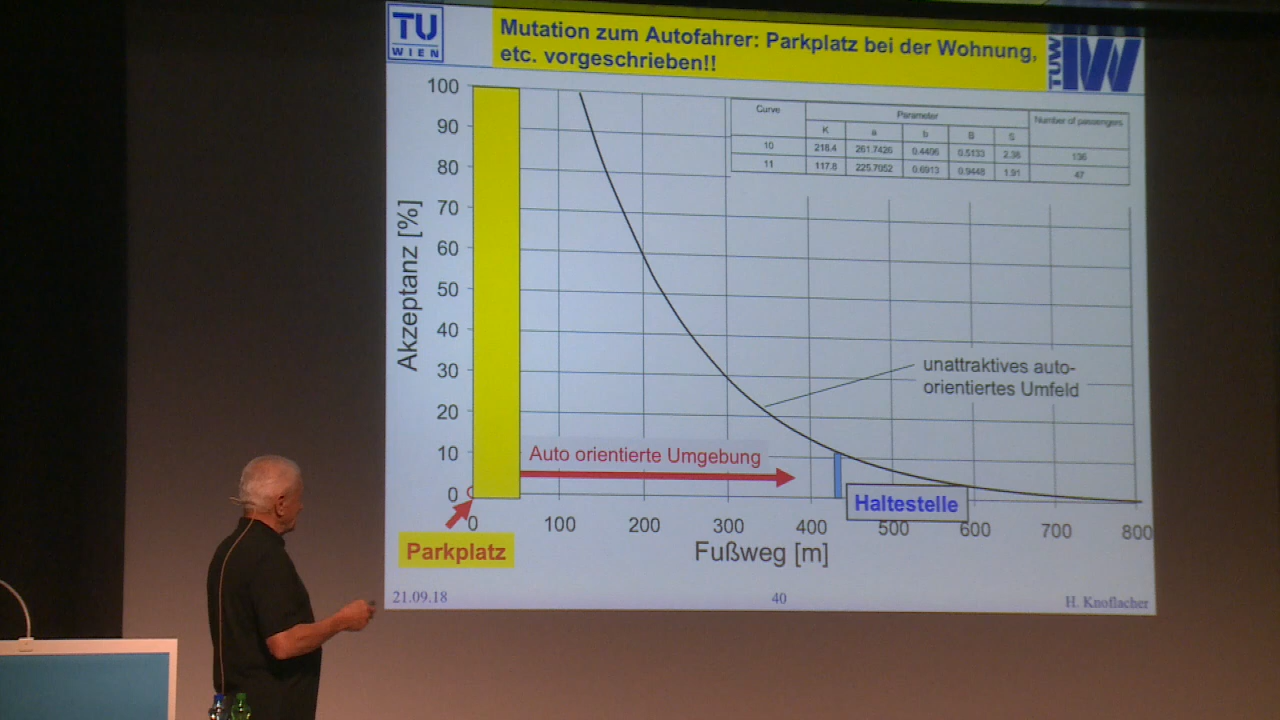 TU
WIEN
Mutation zum Autofahrer: Parkplatz bei der Wohnung,
etc. vorgeschrieben!!
TUW
IVV
Akzeptanz [%]
100
90
80
70
60
50
40
30
20
10
0
Curve Parameter Number of passengers
K a b B S
10 218.4 261.7426 0.4496 0.5133 2.36 136
11 117.8 225.7052 0.6913 0.9448 1.91 47
unattraktives auto-
orientiertes Umfeld
Auto orientierte Umgebung
Haltestelle
0 100 200 300 400 500 600 700 800
Parkplatz
Fußweg [m]
21.09.18 40 H. Knoflacher